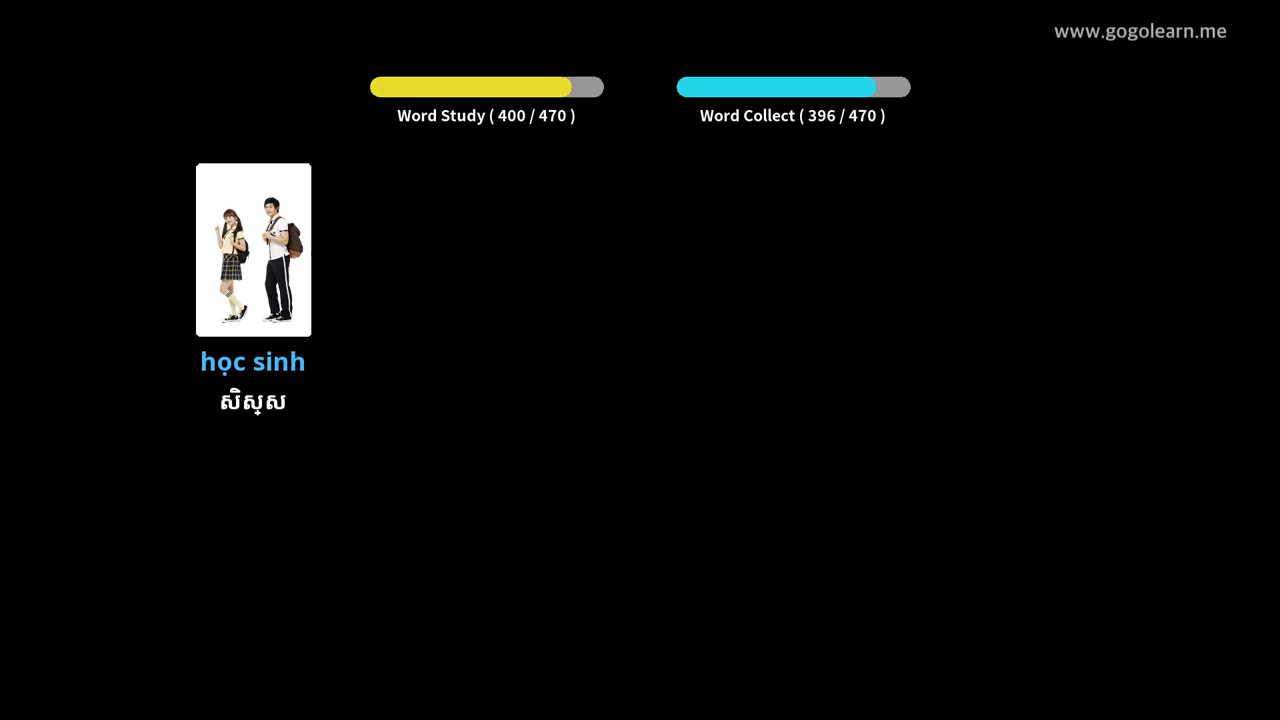 www.gogolearn.me
Word Study ( 400 / 470 )
Word Collect ( 396 / 470 )
học sinh
សិស្ស